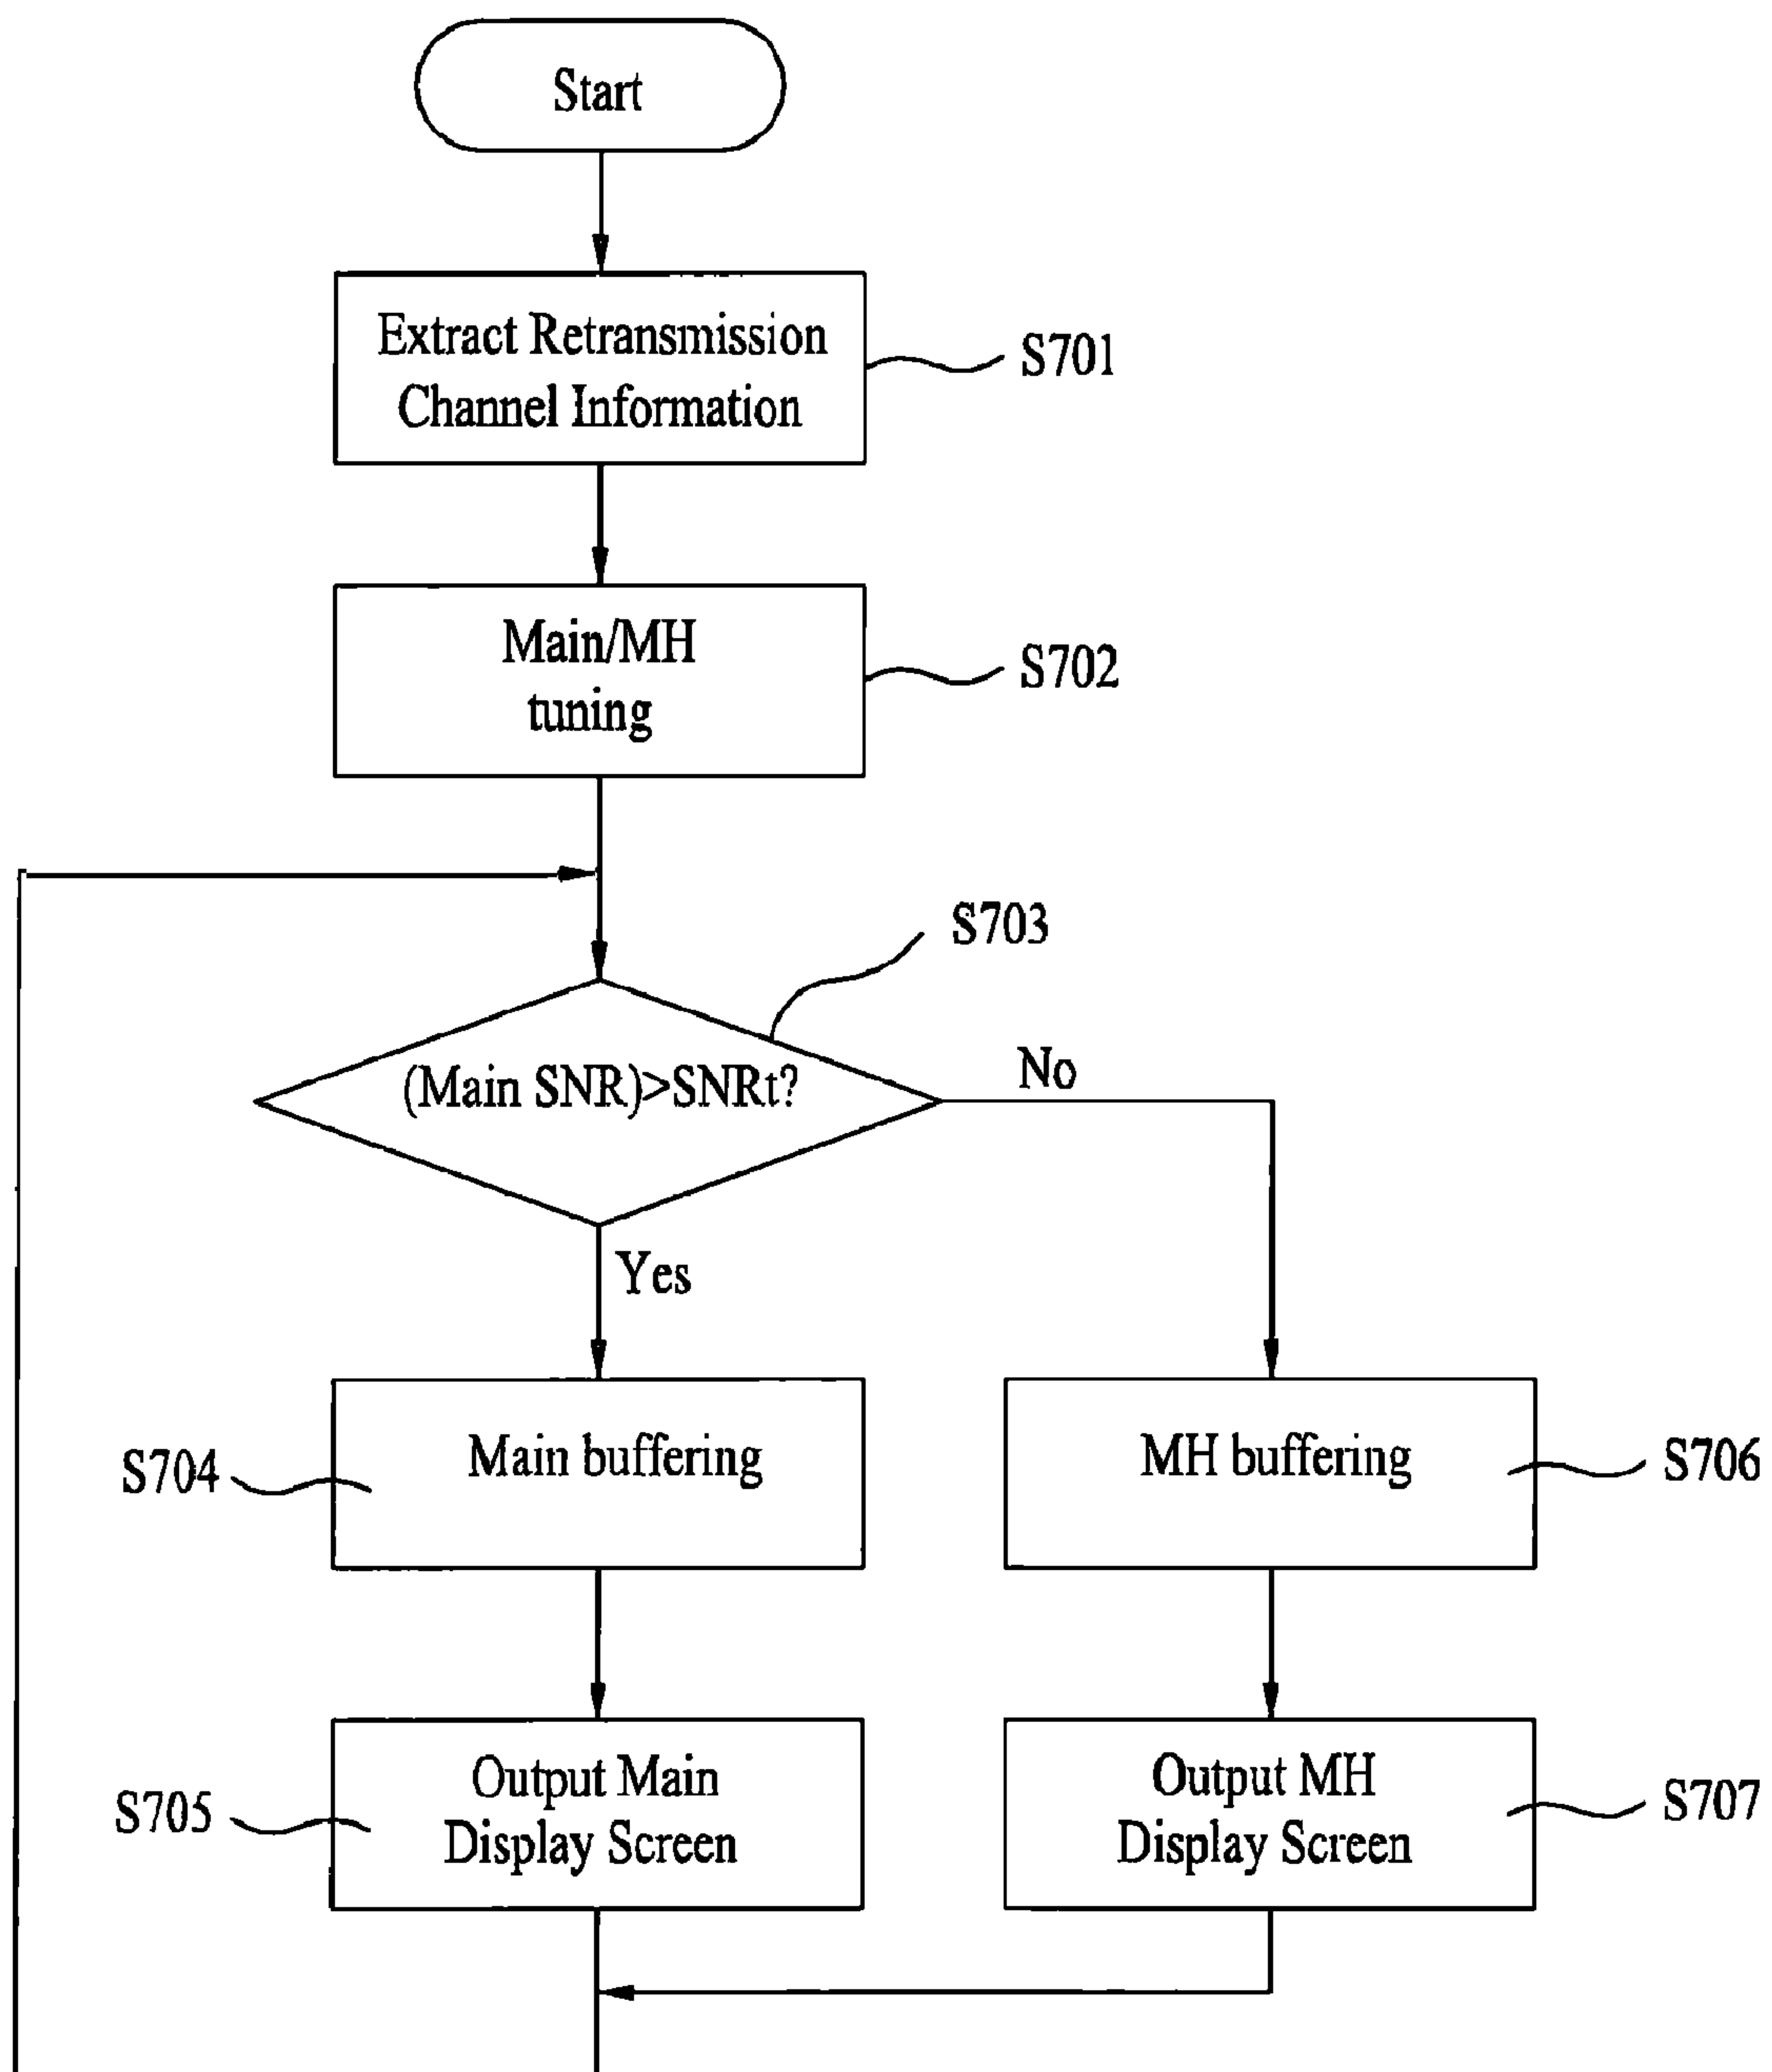 Start
Extract Retransmission
Channel Information
S701
Main/MH
tuning
S702
S703
(Main SNR)>SNRt?
No
Yes
S704
Main buffering
MH buffering
S706
S705
Output Main
Display Screen
Output MH
Display Screen
S707